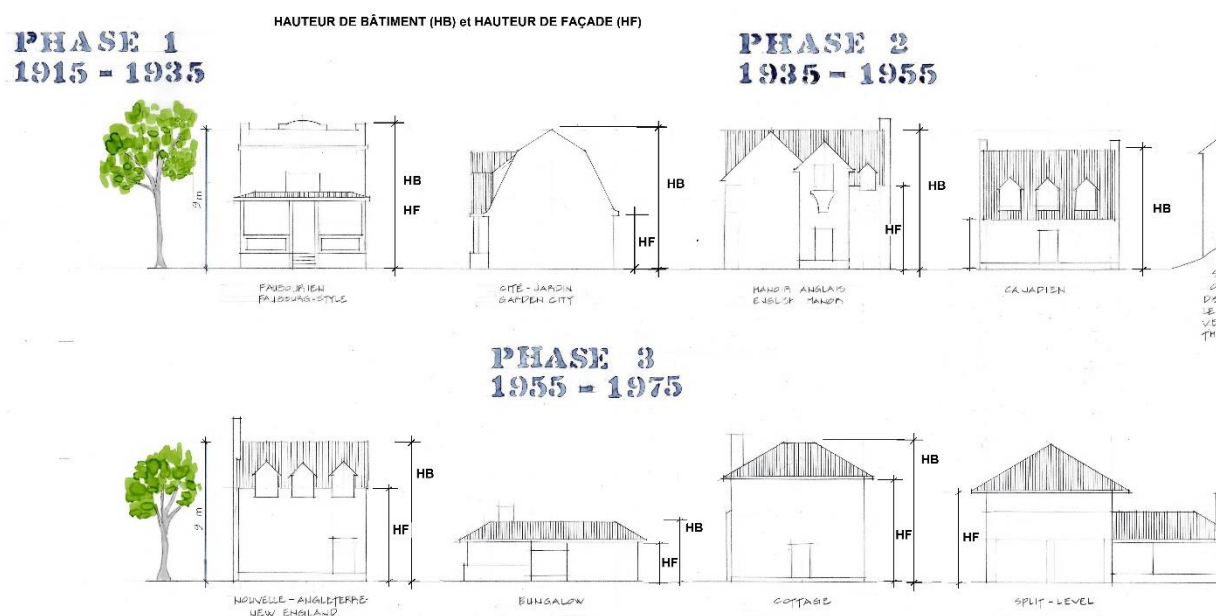 HAUTEUR DE BÂTIMENT (HB) et HAUTEUR DE FAÇADE (HF)
PHASE 1
1915 - 1935
PHASE 2
1935 - 1955
9 m
HB
HF
HB
HF
HB
HF
HB
FAUBOURIEN
FAUBOURG-STYLE
CITÉ-JARDIN
GARDEN CITY
MANOIR ANGLAIS
ENGLISH MANOR
CANADIEN
PHASE 3
1955 - 1975
9 m
HB
HF
HB
HF
HB
HF
HF
NOUVELLE-ANGLETERRE-
NEW ENGLAND
BUNGALOW
COTTAGE
SPLIT-LEVEL